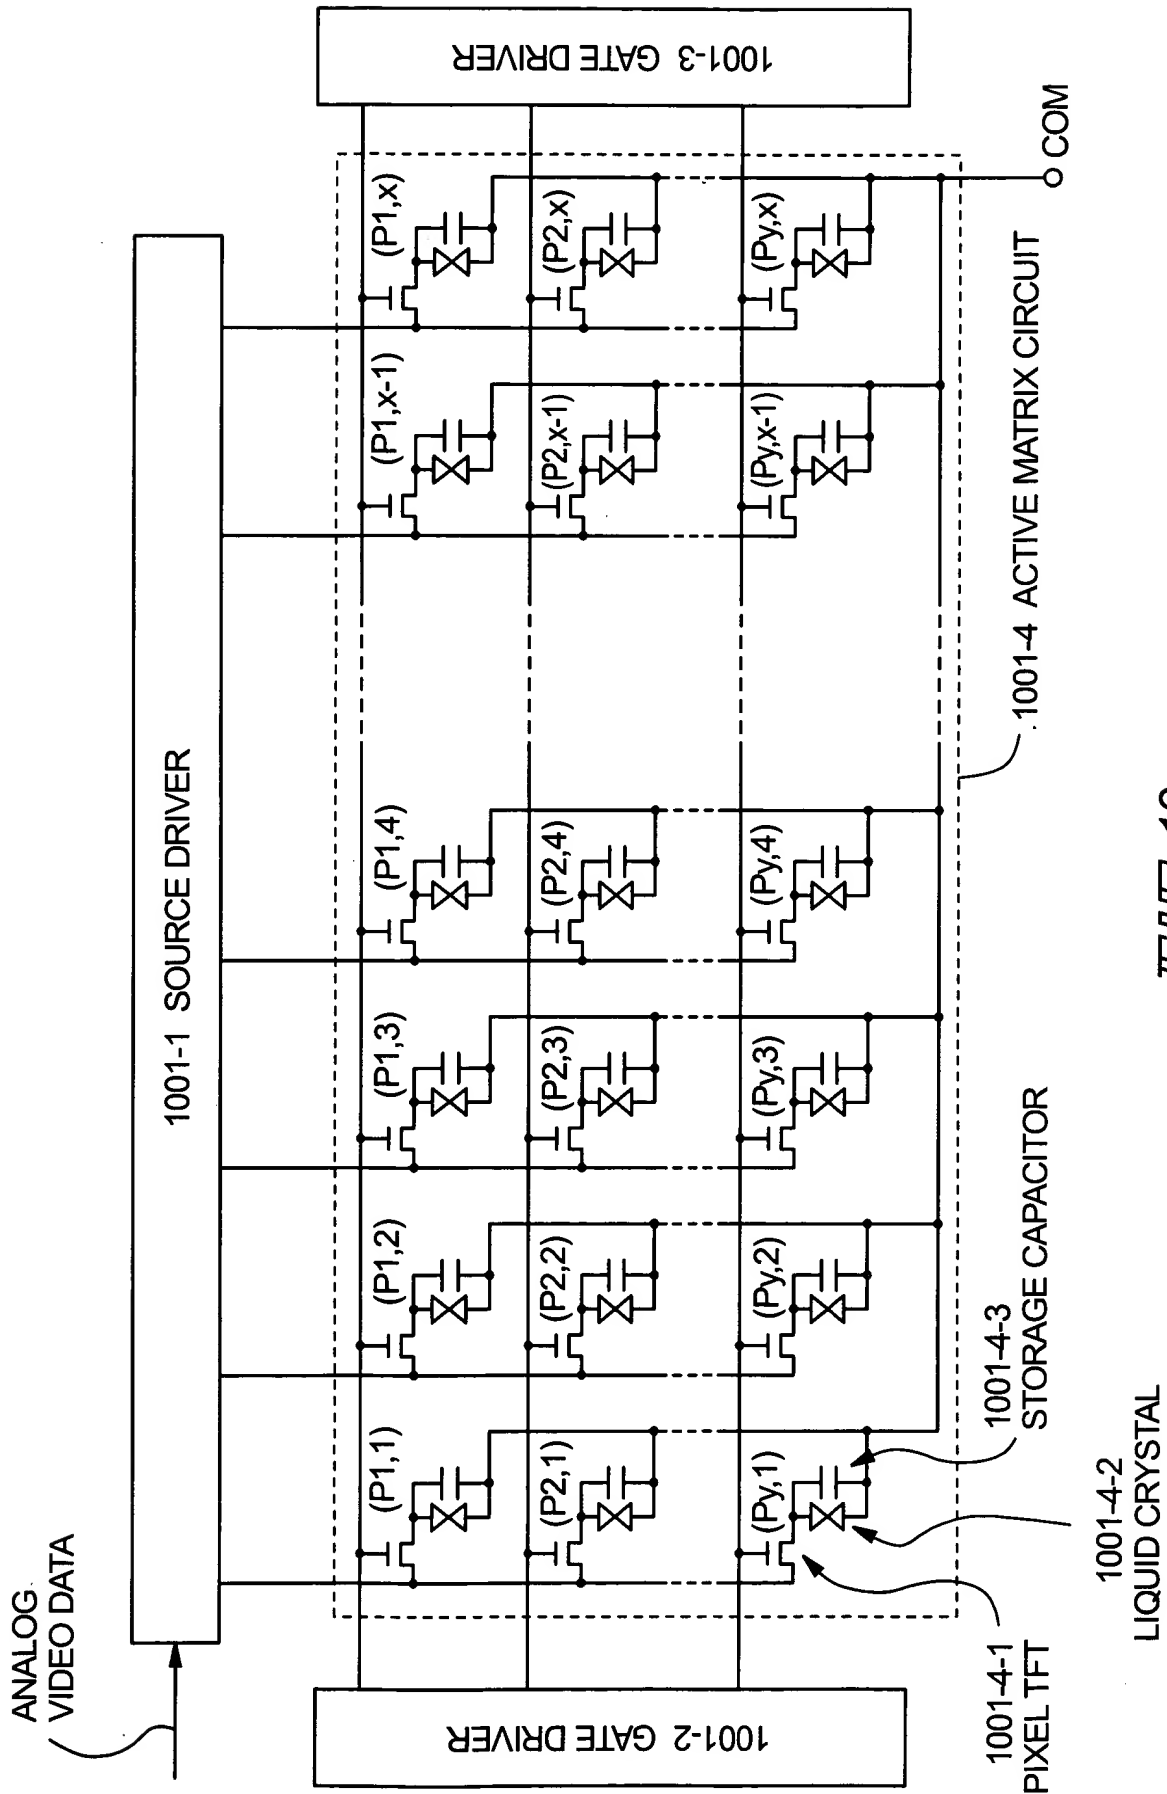 ANALOG
VIDEO DATA
1001-1 SOURCE DRIVER
1001-2 GATE DRIVER
1001-3 GATE DRIVER
(P1,1)
(P1,2)
(P1,3)
(P1,4)
(P1,x-1)
(P1,x)
(P2,1)
(P2,2)
(P2,3)
(P2,4)
(P2,x-1)
(P2,x)
(Py,1)
(Py,2)
(Py,3)
(Py,4)
(Py,x-1)
(Py,x)
COM
1001-4-1
PIXEL TFT
1001-4-2
LIQUID CRYSTAL
1001-4-3
STORAGE CAPACITOR
1001-4 ACTIVE MATRIX CIRCUIT